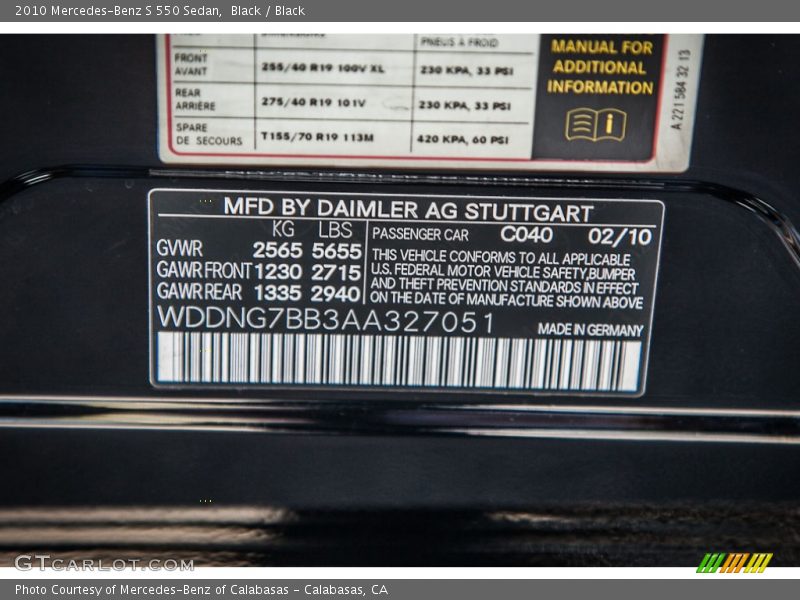 2010 Mercedes-Benz S 550 Sedan, Black / Black
PNEUS À FROID
FRONT
AVANT
255/40 R19 100V XL
230 KPA, 33 PSI
REAR
ARRIÈRE
275/40 R19 101V
230 KPA, 33 PSI
SPARE
DE SECOURS
T155/70 R19 113M
420 KPA, 60 PSI
MANUAL FOR
ADDITIONAL
INFORMATION
A 221 584 32 13
MFD BY DAIMLER AG STUTTGART
KG LBS
GVWR 2565 5655
GAWR FRONT 1230 2715
GAWR REAR 1335 2940
PASSENGER CAR C040 02/10
THIS VEHICLE CONFORMS TO ALL APPLICABLE
U.S. FEDERAL MOTOR VEHICLE SAFETY,BUMPER
AND THEFT PREVENTION STANDARDS IN EFFECT
ON THE DATE OF MANUFACTURE SHOWN ABOVE
WDDNG7BB3AA327051
MADE IN GERMANY
GTCARLOT.COM
Photo Courtesy of Mercedes-Benz of Calabasas - Calabasas, CA